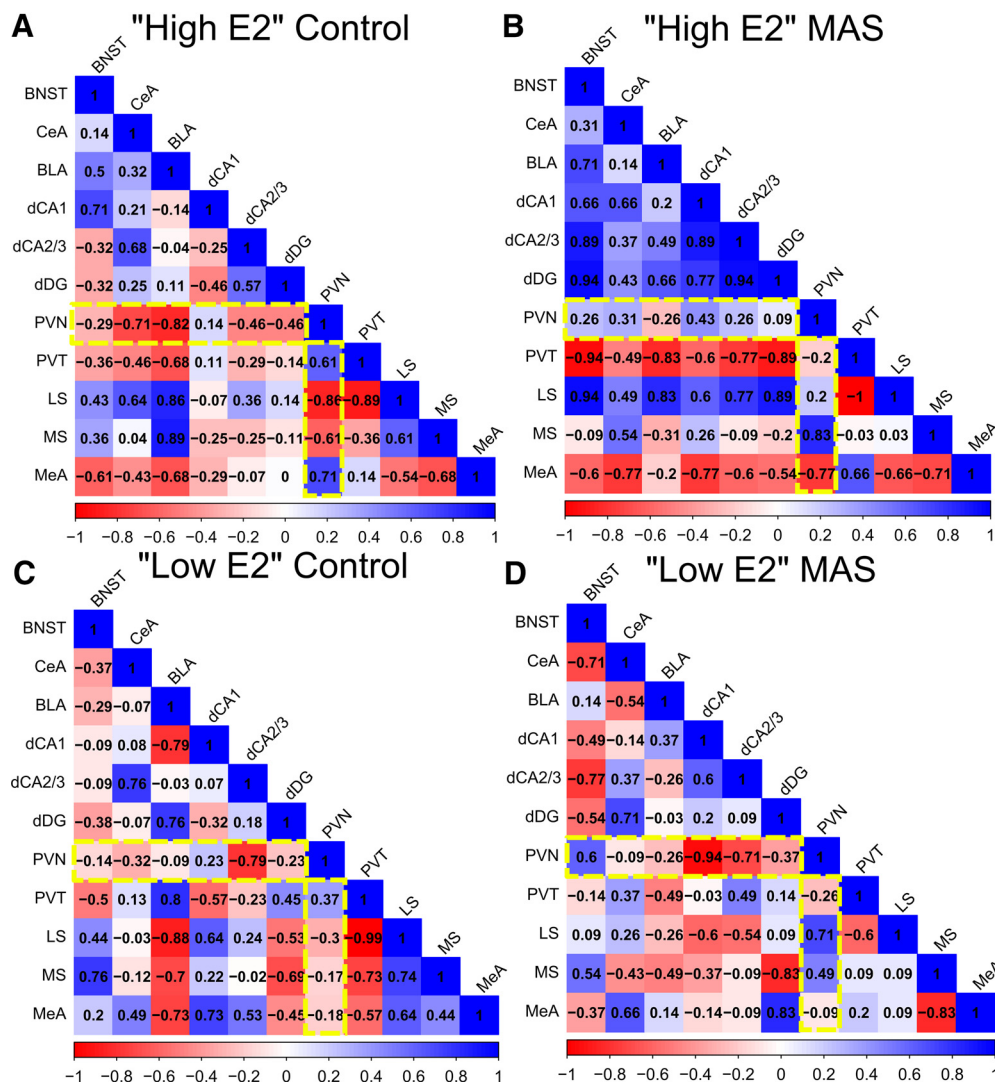 A "High E2" Control
BNST
CeA
BLA
dCA1
dCA2/3
dDG
PVN
PVT
LS
MS
MeA
BNST 1
CeA 0.14 1
BLA 0.5 0.32 1
dCA1 0.71 0.21 −0.14 1
dCA2/3 −0.32 0.68 −0.04 −0.25 1
dDG −0.32 0.25 0.11 −0.46 0.57 1
PVN −0.29 −0.71 −0.82 0.14 −0.46 −0.46 1
PVT −0.36 −0.46 −0.68 0.11 −0.29 −0.14 0.61 1
LS 0.43 0.64 0.86 −0.07 0.36 0.14 −0.86 −0.89 1
MS 0.36 0.04 0.89 −0.25 −0.25 −0.11 −0.61 −0.36 0.61 1
MeA −0.61 −0.43 −0.68 −0.29 −0.07 0 0.71 0.14 −0.54 −0.68 1
−1 −0.8 −0.6 −0.4 −0.2 0 0.2 0.4 0.6 0.8 1
B "High E2" MAS
BNST
CeA
BLA
dCA1
dCA2/3
dDG
PVN
PVT
LS
MS
MeA
BNST 1
CeA 0.31 1
BLA 0.71 0.14 1
dCA1 0.66 0.66 0.2 1
dCA2/3 0.89 0.37 0.49 0.89 1
dDG 0.94 0.43 0.66 0.77 0.94 1
PVN 0.26 0.31 −0.26 0.43 0.26 0.09 1
PVT −0.94 −0.49 −0.83 −0.6 −0.77 −0.89 −0.2 1
LS 0.94 0.49 0.83 0.6 0.77 0.89 0.2 −1 1
MS −0.09 0.54 −0.31 0.26 −0.09 −0.2 0.83 −0.03 0.03 1
MeA −0.6 −0.77 −0.2 −0.77 −0.6 −0.54 −0.77 0.66 −0.66 −0.71 1
−1 −0.8 −0.6 −0.4 −0.2 0 0.2 0.4 0.6 0.8 1
C "Low E2" Control
BNST
CeA
BLA
dCA1
dCA2/3
dDG
PVN
PVT
LS
MS
MeA
BNST 1
CeA −0.37 1
BLA −0.29 −0.07 1
dCA1 −0.09 0.08 −0.79 1
dCA2/3 −0.09 0.76 −0.03 0.07 1
dDG −0.38 −0.07 0.76 −0.32 0.18 1
PVN −0.14 −0.32 −0.09 0.23 −0.79 −0.23 1
PVT −0.5 0.13 0.8 −0.57 −0.23 0.45 0.37 1
LS 0.44 −0.03 −0.88 0.64 0.24 −0.53 −0.3 −0.99 1
MS 0.76 −0.12 −0.7 0.22 −0.02 −0.69 −0.17 −0.73 0.74 1
MeA 0.2 0.49 −0.73 0.73 0.53 −0.45 −0.18 −0.57 0.64 0.44 1
−1 −0.8 −0.6 −0.4 −0.2 0 0.2 0.4 0.6 0.8 1
D "Low E2" MAS
BNST
CeA
BLA
dCA1
dCA2/3
dDG
PVN
PVT
LS
MS
MeA
BNST 1
CeA −0.71 1
BLA 0.14 −0.54 1
dCA1 −0.49 −0.14 0.37 1
dCA2/3 −0.77 0.37 −0.26 0.6 1
dDG −0.54 0.71 −0.03 0.2 0.09 1
PVN 0.6 −0.09 −0.26 −0.94 −0.71 −0.37 1
PVT −0.14 0.37 −0.49 −0.03 0.49 0.14 −0.26 1
LS 0.09 0.26 −0.26 −0.6 −0.54 0.09 0.71 −0.6 1
MS 0.54 −0.43 −0.49 −0.37 −0.09 −0.83 0.49 0.09 0.09 1
MeA −0.37 0.66 0.14 −0.14 −0.09 0.83 −0.09 0.2 0.09 −0.83 1
−1 −0.8 −0.6 −0.4 −0.2 0 0.2 0.4 0.6 0.8 1